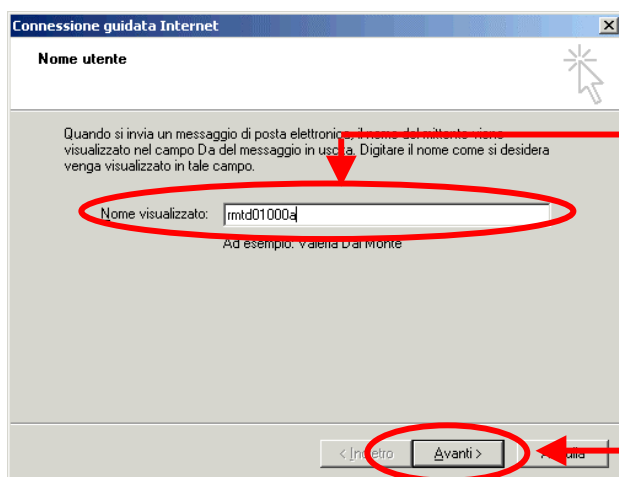 Connessione guidata Internet
Nome utente
Quando si invia un messaggio di posta elettronica, il nome del mittente viene
visualizzato nel campo Da del messaggio in uscita. Digitare il nome come si desidera
venga visualizzato in tale campo.
Nome visualizzato: rmtd01000a
Ad esempio: Valeria Dal Monte
< Indietro Avanti > Annulla